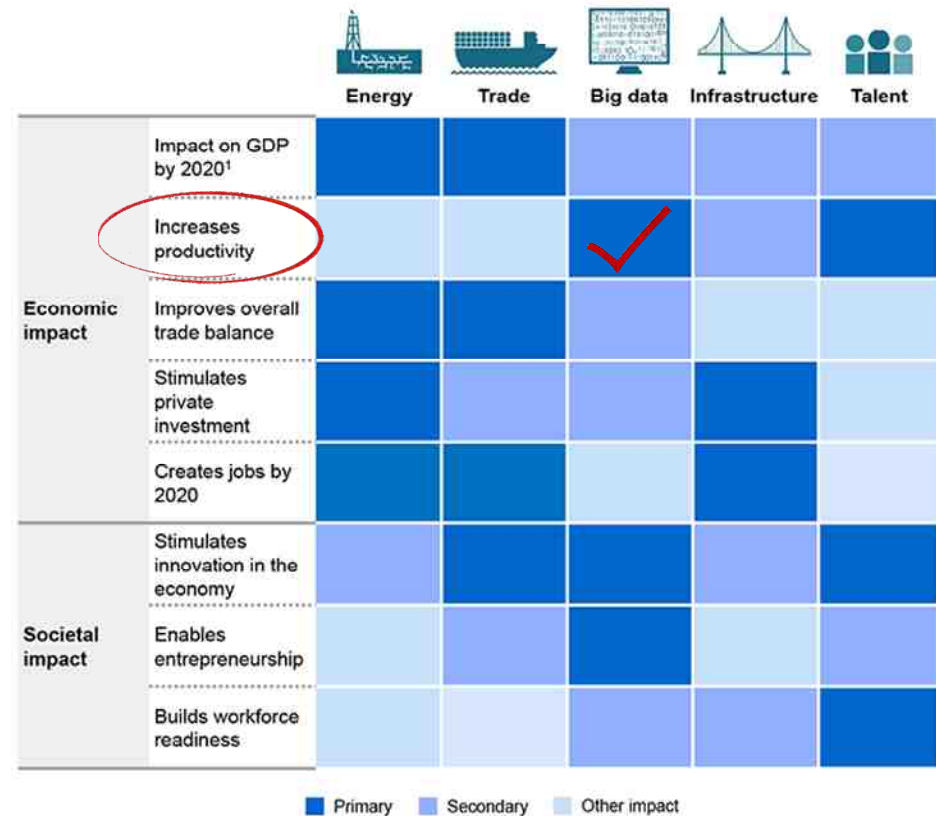 Energy
Trade
Big data
Infrastructure
Talent
Economic
impact
Impact on GDP
by 2020¹
Increases
productivity
Improves overall
trade balance
Stimulates
private
investment
Creates jobs by
2020
Societal
impact
Stimulates
innovation in the
economy
Enables
entrepreneurship
Builds workforce
readiness
Primary
Secondary
Other impact